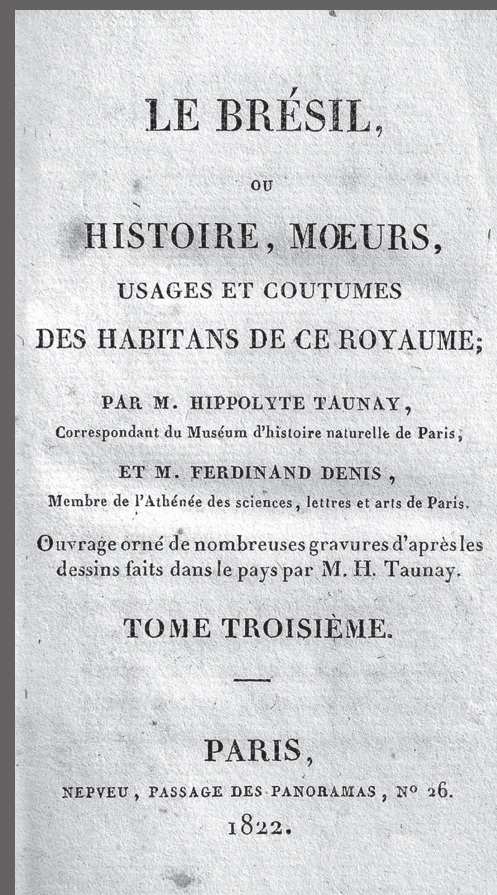 LE BRÉSIL,
OU
HISTOIRE, MŒURS,
USAGES ET COUTUMES
DES HABITANS DE CE ROYAUME;
PAR M. HIPPOLYTE TAUNAY,
Correspondant du Muséum d'histoire naturelle de Paris,
ET M. FERDINAND DENIS,
Membre de l'Athénée des sciences, lettres et arts de Paris.
Ouvrage orné de nombreuses gravures d'après les
dessins faits dans le pays par M. H. Taunay.
TOME TROISIÈME.
PARIS,
NEPVEU, PASSAGE DES PANORAMAS, Nº 26.
1822.